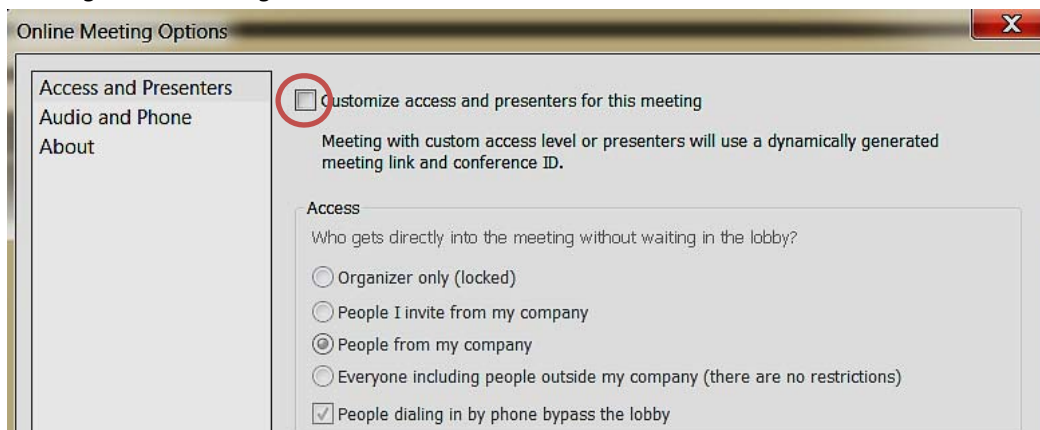 Online Meeting Options
X
Access and Presenters
Audio and Phone
About
Customize access and presenters for this meeting
Meeting with custom access level or presenters will use a dynamically generated
meeting link and conference ID.
Access
Who gets directly into the meeting without waiting in the lobby?
Organizer only (locked)
People I invite from my company
People from my company
Everyone including people outside my company (there are no restrictions)
People dialing in by phone bypass the lobby